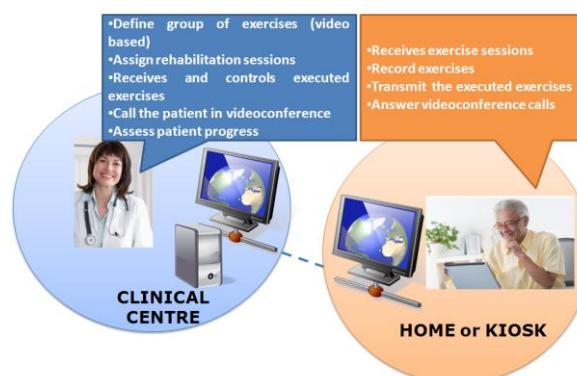 •Define group of exercises (video
based)
•Assign rehabilitation sessions
•Receives and controls executed
exercises
•Call the patient in videoconference
•Assess patient progress
•Receives exercise sessions
•Record exercises
•Transmit the executed exercises
•Answer videoconference calls
CLINICAL
CENTRE
HOME or KIOSK